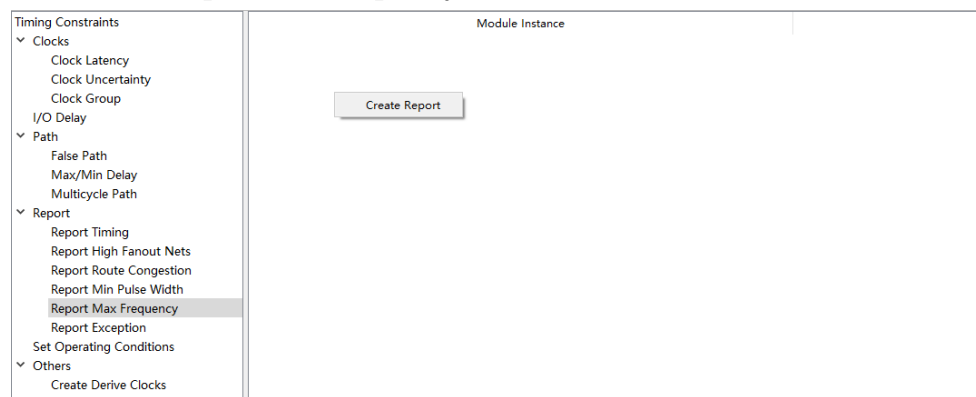 Timing Constraints
Module Instance
Clocks
Clock Latency
Clock Uncertainty
Clock Group
Create Report
I/O Delay
Path
False Path
Max/Min Delay
Multicycle Path
Report
Report Timing
Report High Fanout Nets
Report Route Congestion
Report Min Pulse Width
Report Max Frequency
Report Exception
Set Operating Conditions
Others
Create Derive Clocks